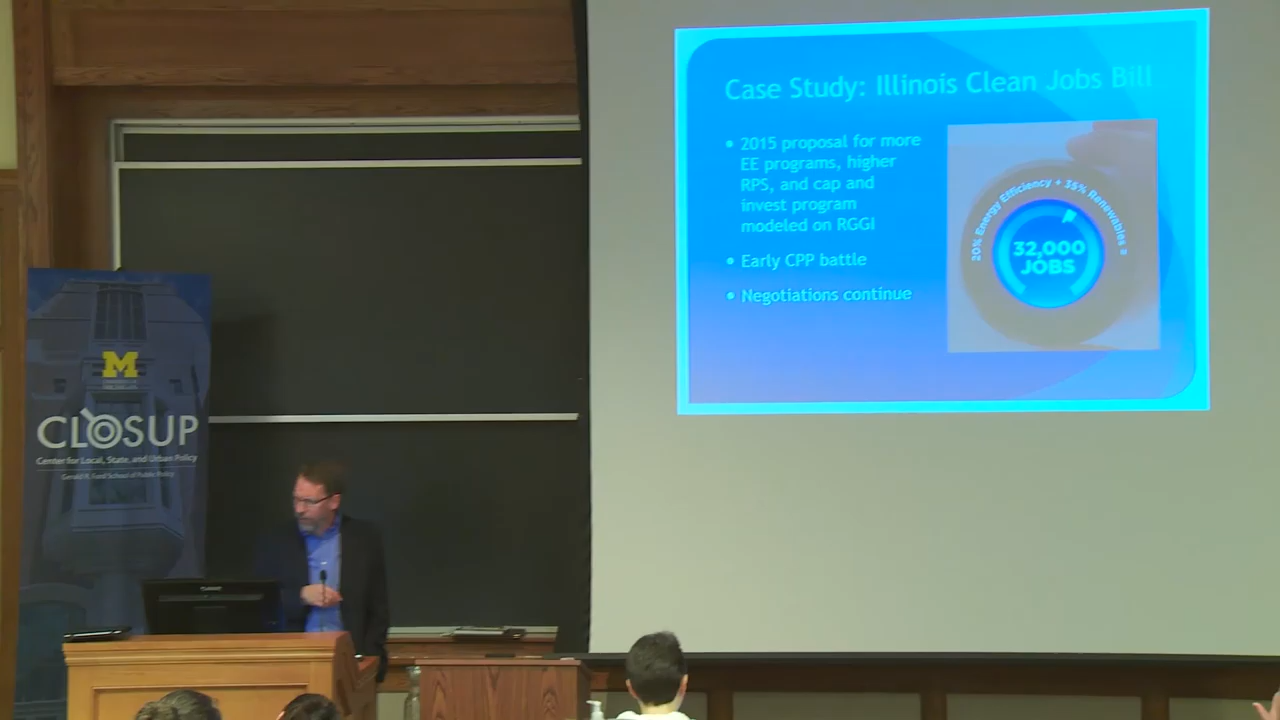 Case Study: Illinois Clean Jobs Bill
• 2015 proposal for more
EE programs, higher
RPS, and cap and
invest program
modeled on RGGI
• Early CPP battle
• Negotiations continue
20% Energy Efficiency + 35% Renewables =
32,000
JOBS
M
CLOSUP
Center for Local, State, and Urban Policy
Gerald R. Ford School of Public Policy